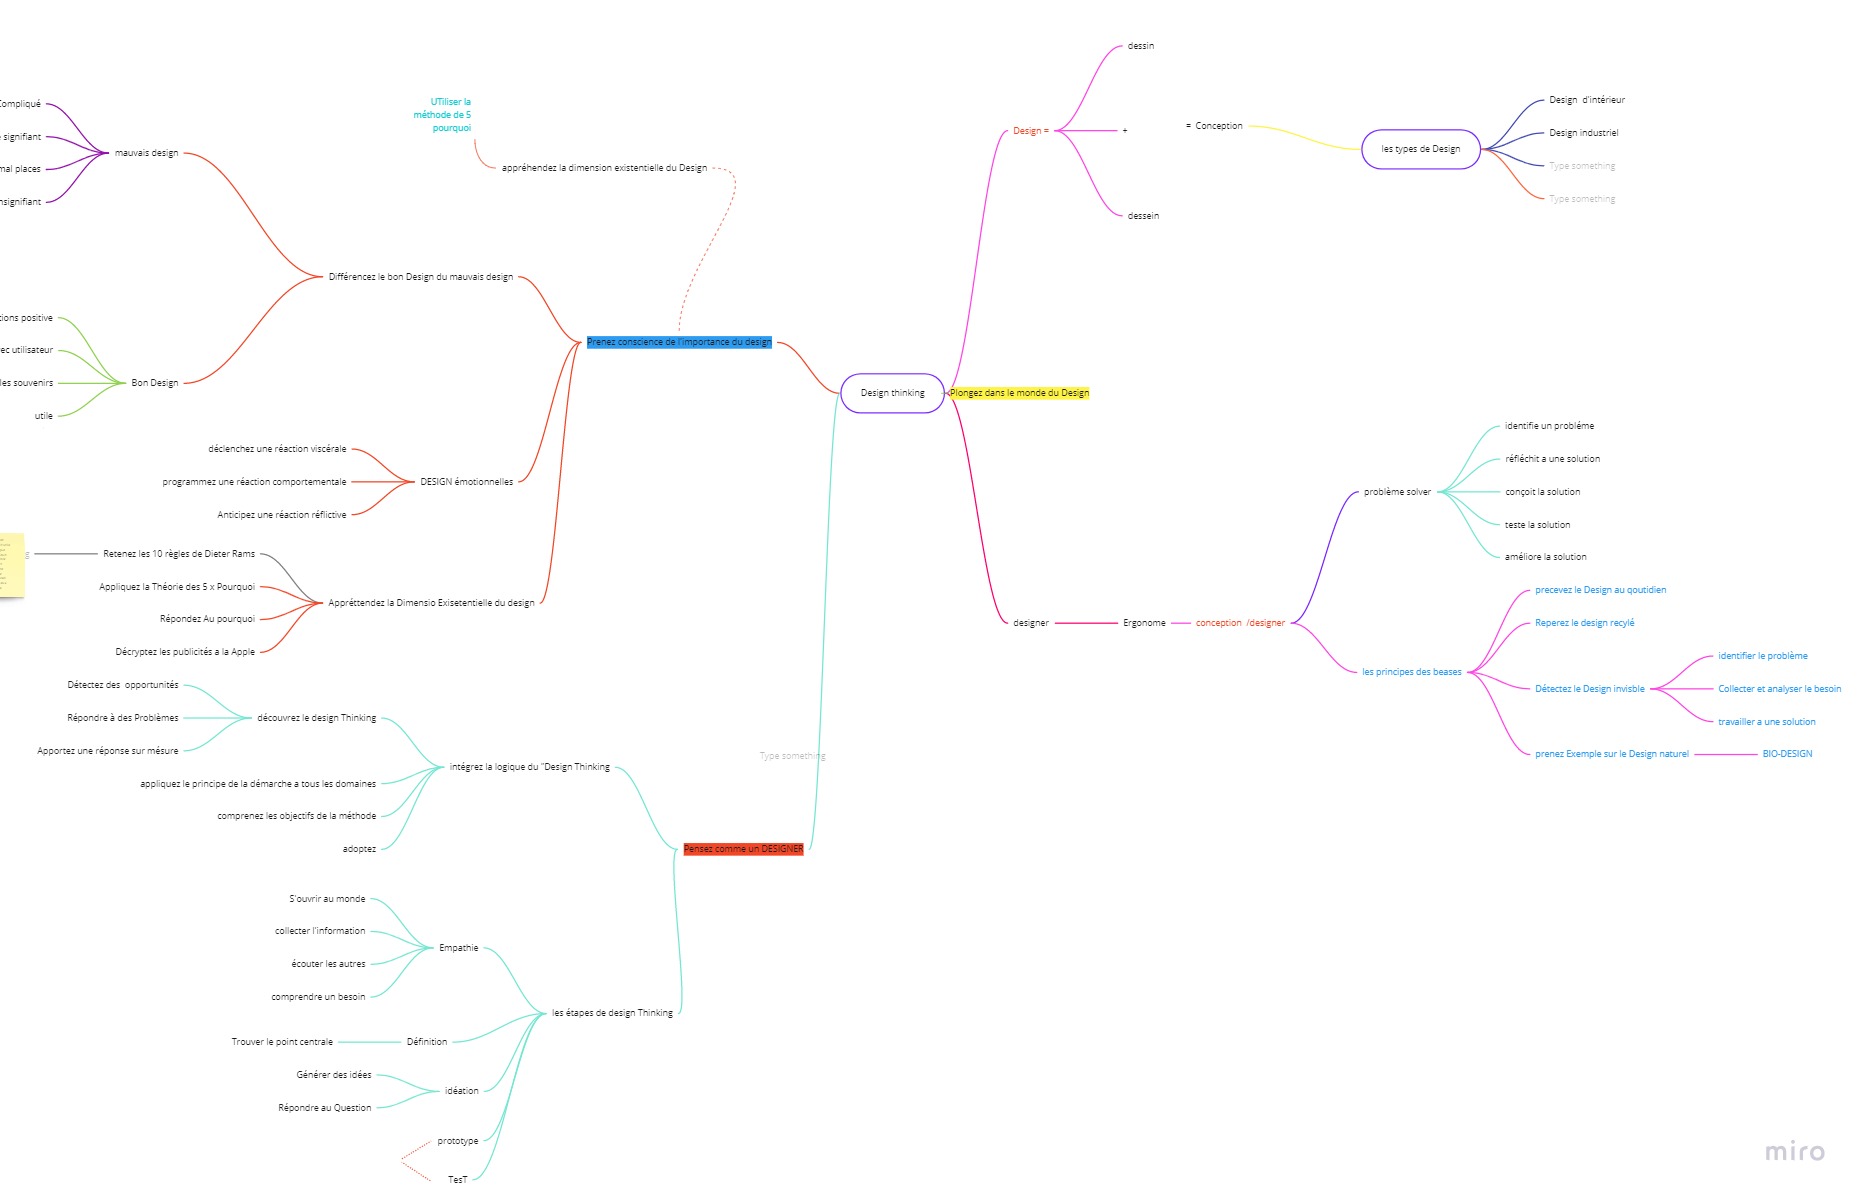 dessin
Design =
+
= Conception
dessein
les types de Design
Design  d'intérieur
Design industriel
Type something
Type something
UTiliser la
méthode de 5
pourquoi
appréhendez la dimension existentielle du Design
Compliqué
signifiant
mal places
nsignifiant
mauvais design
Différencez le bon Design du mauvais design
tions positive
ec utilisateur
les souvenirs
utile
Bon Design
Prenez conscience de l'importance du design
Design thinking
Plongez dans le monde du Design
déclenchez une réaction viscérale
programmez une réaction comportementale
Anticipez une réaction réflictive
DESIGN émotionnelles
g
Retenez les 10 règles de Dieter Rams
Appliquez la Théorie des 5 x Pourquoi
Répondez Au pourquoi
Décryptez les publicités a la Apple
Appréttendez la Dimensio Exisetentielle du design
designer
Ergonome
conception  /designer
problème solver
identifie un probléme
réfléchit a une solution
conçoit la solution
teste la solution
améliore la solution
les principes des beases
precevez le Design au qoutidien
Reperez le design recylé
Détectez le Design invisble
identifier le problème
Collecter et analyser le besoin
travailler a une solution
prenez Exemple sur le Design naturel
BIO-DESIGN
Détectez des  opportunités
Répondre à des Problèmes
Apportez une réponse sur mésure
découvrez le design Thinking
appliquez le principe de la démarche a tous les domaines
comprenez les objectifs de la méthode
adoptez
intégrez la logique du "Design Thinking
Type something
Pensez comme un DESIGNER
S'ouvrir au monde
collecter l'information
écouter les autres
comprendre un besoin
Empathie
les étapes de design Thinking
Trouver le point centrale
Définition
Générer des idées
Répondre au Question
idéation
prototype
TesT
miro